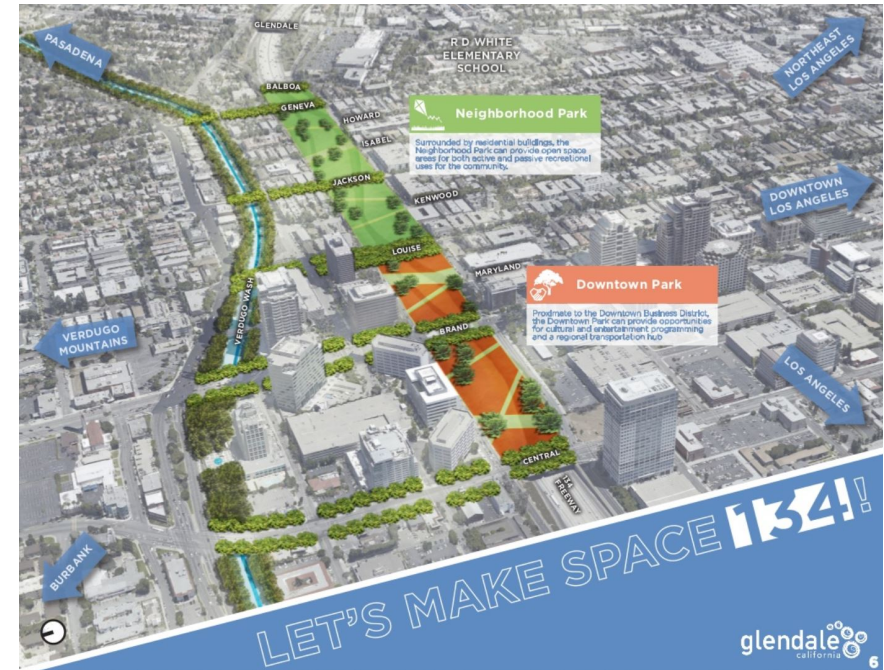 GLENDALE
R D WHITE
ELEMENTARY
SCHOOL
PASADENA
NORTHEAST
LOS ANGELES
BALBOA
GENEVA
HOWARD
ISABEL
Neighborhood Park
Surrounded by residential buildings, the
Neighborhood Park can provide open space
areas for both active and passive recreational
uses for the community.
JACKSON
KENWOOD
DOWNTOWN
LOS ANGELES
LOUISE
MARYLAND
Downtown Park
Proximate to the Downtown Business District,
the Downtown Park can provide opportunities
for cultural and entertainment programming
and a regional transportation hub
VERDUGO WASH
BRAND
VERDUGO
MOUNTAINS
LOS ANGELES
CENTRAL
134
FREEWAY
BURBANK
LET'S MAKE SPACE 134!
glendale
california
6